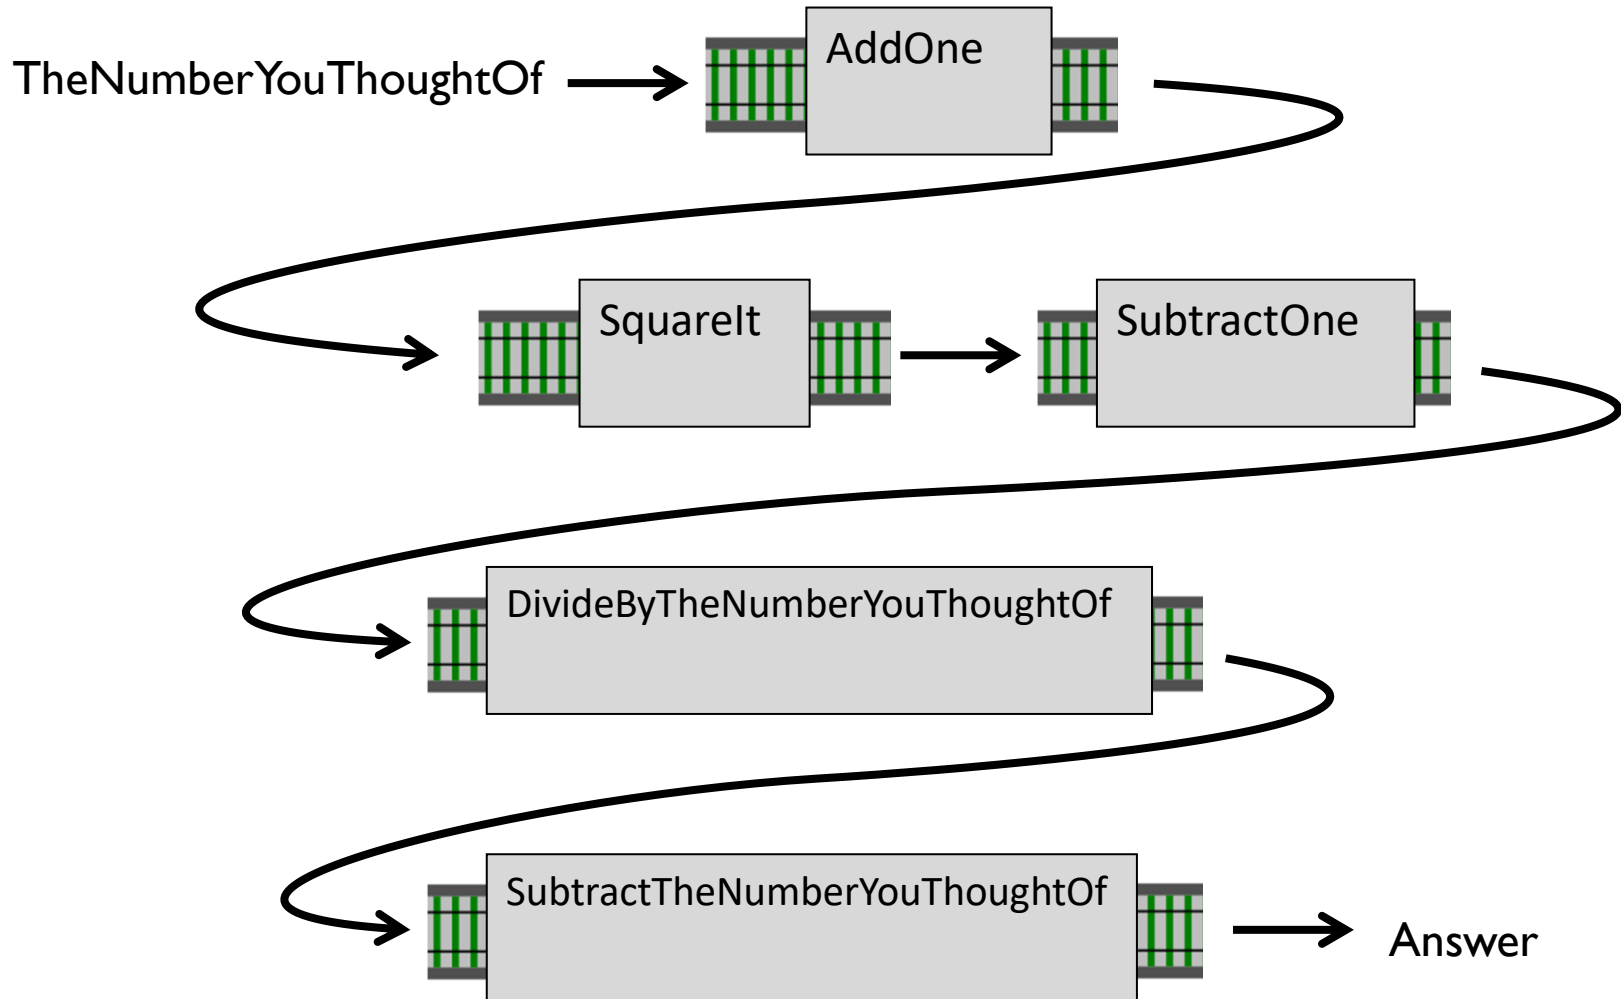 TheNumberYouThoughtOf
AddOne
SquareIt
SubtractOne
DivideByTheNumberYouThoughtOf
SubtractTheNumberYouThoughtOf
Answer